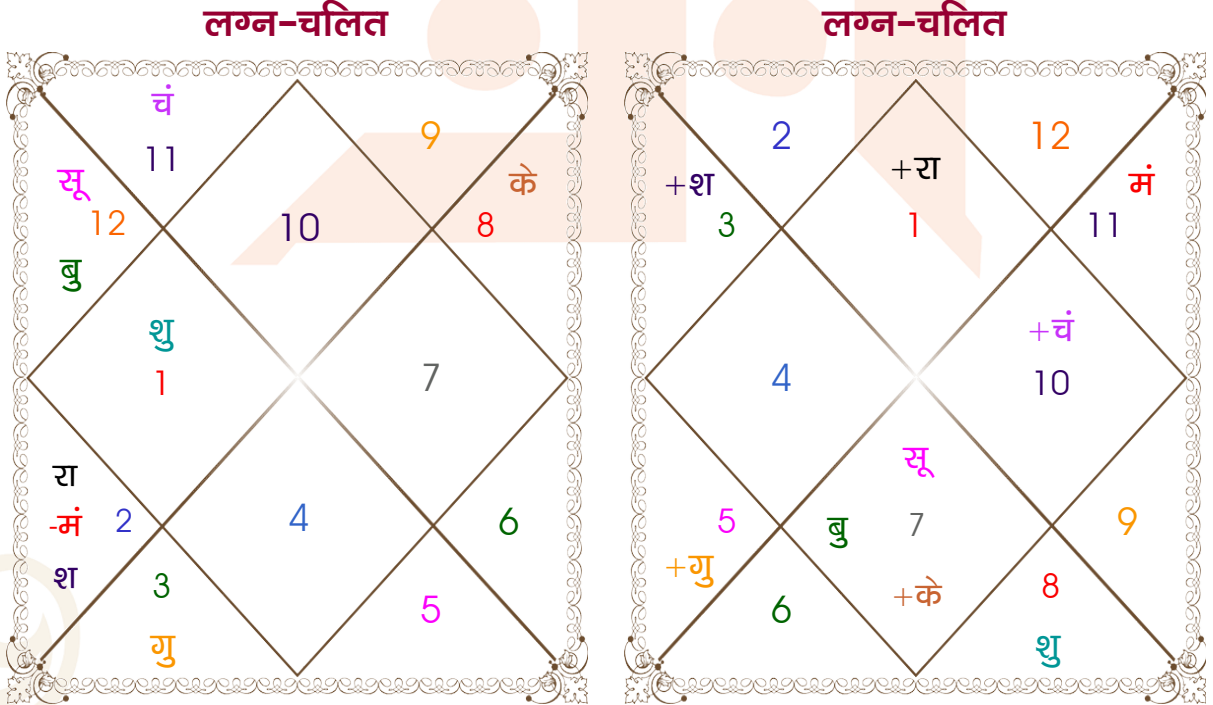 लग्न-चलित
चं
11
9
सू
के
12
10
8
बु
शु
1
7
रा
-मं 2
4
6
श
3
5
गु
लग्न-चलित
2
12
+श
+रा
मं
3
1
11
+चं
4
10
सू
5
बु
7
9
+गु
+के
8
6
शु